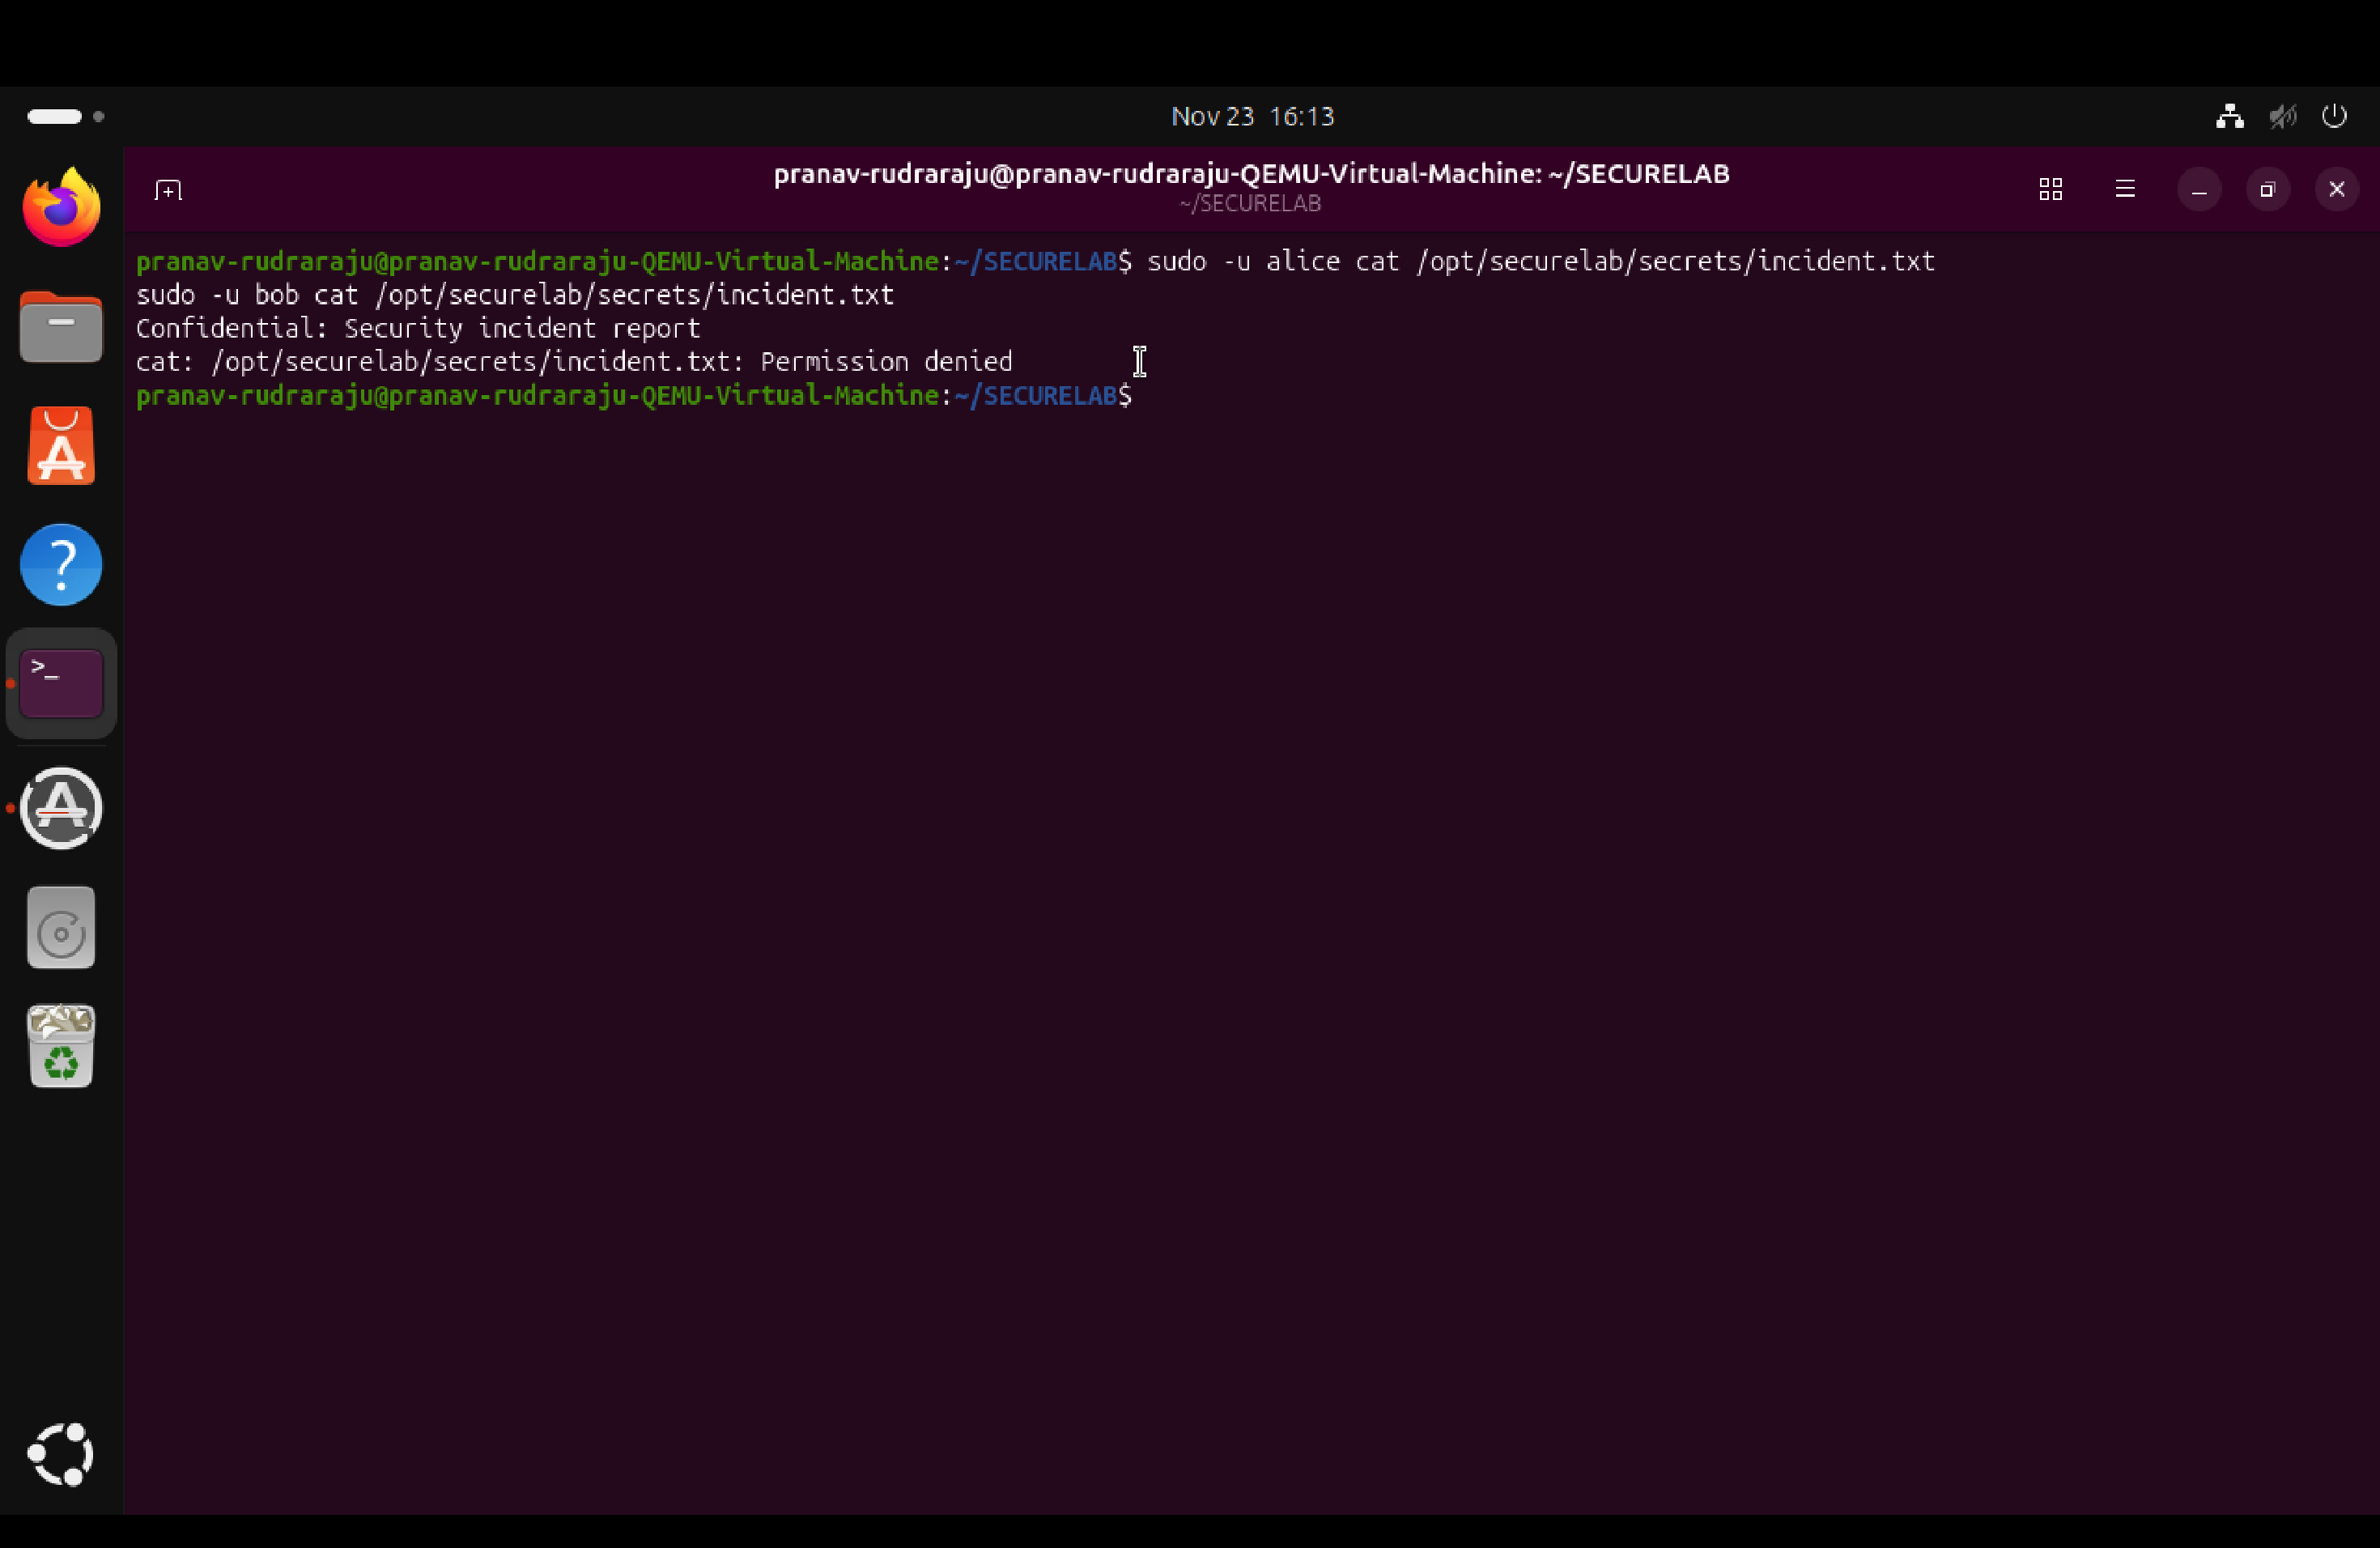 Nov 23 16:13
pranav-rudraraju@pranav-rudraraju-QEMU-Virtual-Machine: ~/SECURELAB
~/SECURELAB
pranav-rudraraju@pranav-rudraraju-QEMU-Virtual-Machine:~/SECURELAB$ sudo -u alice cat /opt/securelab/secrets/incident.txt
sudo -u bob cat /opt/securelab/secrets/incident.txt
Confidential: Security incident report
cat: /opt/securelab/secrets/incident.txt: Permission denied
pranav-rudraraju@pranav-rudraraju-QEMU-Virtual-Machine:~/SECURELAB$